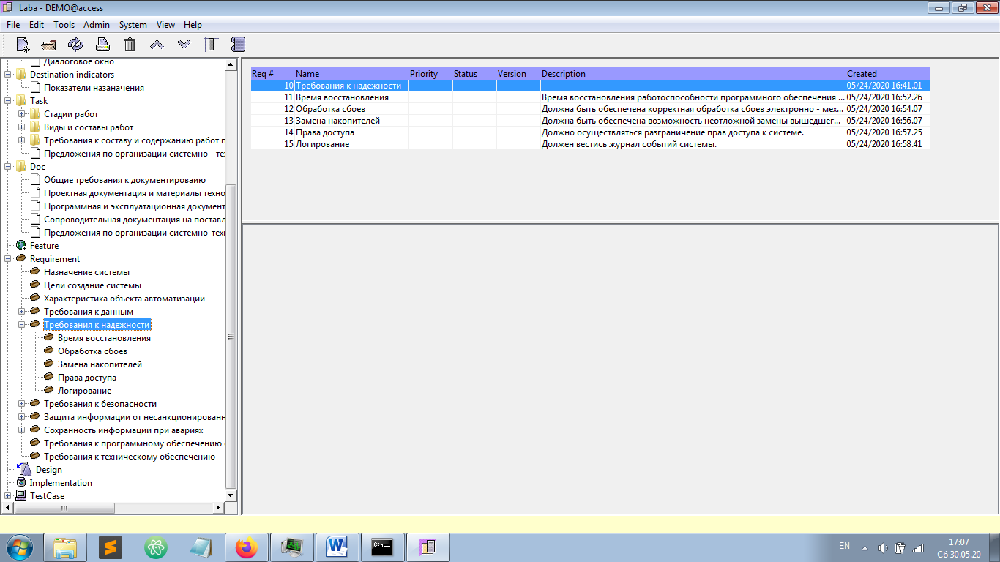 Laba - DEMO@access
File Edit Tools Admin System View Help
Диалоговое окно
Destination indicators
Показатели назаначения
Task
Стадии работ
Виды и составы работ
Требования к составу и содержанию работ п
Предложения по организации системно - те
Doc
Общие требования к документироваию
Проектная документация и материалы техно
Программная и эксплуатационная документ
Сопроводительная документация на поставл
Предложения по организации системно-техн
Feature
Requirement
Назначение системы
Цели создание системы
Характеристика объекта автоматизации
Требования к данным
Требования к надежности
Время восстановления
Обработка сбоев
Замена накопителей
Права доступа
Логирование
Требования к безопасности
Защита информации от несанкционированн
Сохранность информации при авариях
Требования к программному обеспечению
Требования к техническому обеспечению
Design
Implementation
TestCase
Req # Name Priority Status Version Description Created
10 Требования к надежности 05/24/2020 16:41.01
11 Время восстановления Время восстановления работоспособности программного обеспечения ... 05/24/2020 16:52.26
12 Обработка сбоев Должна быть обеспечена корректная обработка сбоев электронно - мех... 05/24/2020 16:54.07
13 Замена накопителей Должна быть обеспечена возможность неотложной замены вышедшег... 05/24/2020 16:56.07
14 Права доступа Должно осуществляться разграничение прав доступа к системе. 05/24/2020 16:57.25
15 Логирование Должен вестись журнал событий системы. 05/24/2020 16:58.41
EN
17:07
Сб 30.05.20